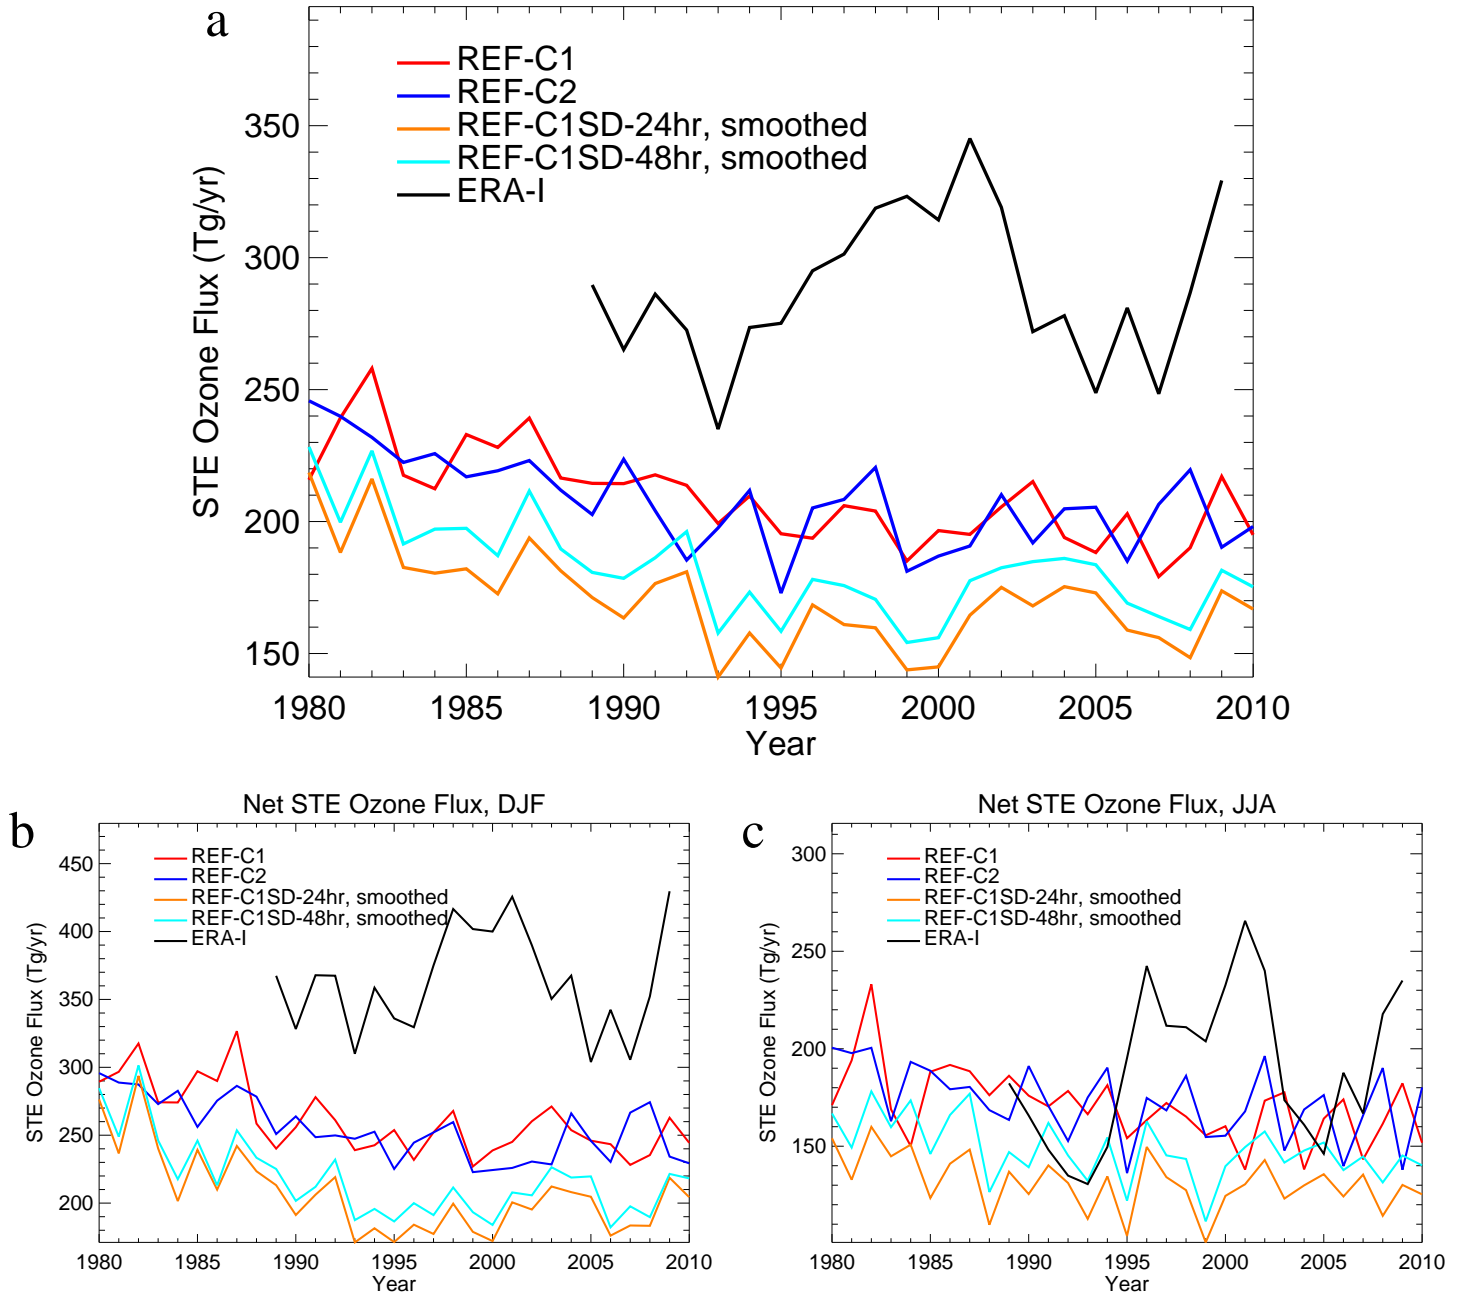 a
REF-C1
REF-C2
REF-C1SD-24hr, smoothed
REF-C1SD-48hr, smoothed
ERA-I
STE Ozone Flux (Tg/yr)
350
300
250
200
150
1980 1985 1990 1995 2000 2005 2010
Year
b
Net STE Ozone Flux, DJF
REF-C1
REF-C2
REF-C1SD-24hr, smoothed
REF-C1SD-48hr, smoothed
ERA-I
STE Ozone Flux (Tg/yr)
450
400
350
300
250
200
1980 1985 1990 1995 2000 2005 2010
Year
c
Net STE Ozone Flux, JJA
REF-C1
REF-C2
REF-C1SD-24hr, smoothed
REF-C1SD-48hr, smoothed
ERA-I
STE Ozone Flux (Tg/yr)
300
250
200
150
1980 1985 1990 1995 2000 2005 2010
Year